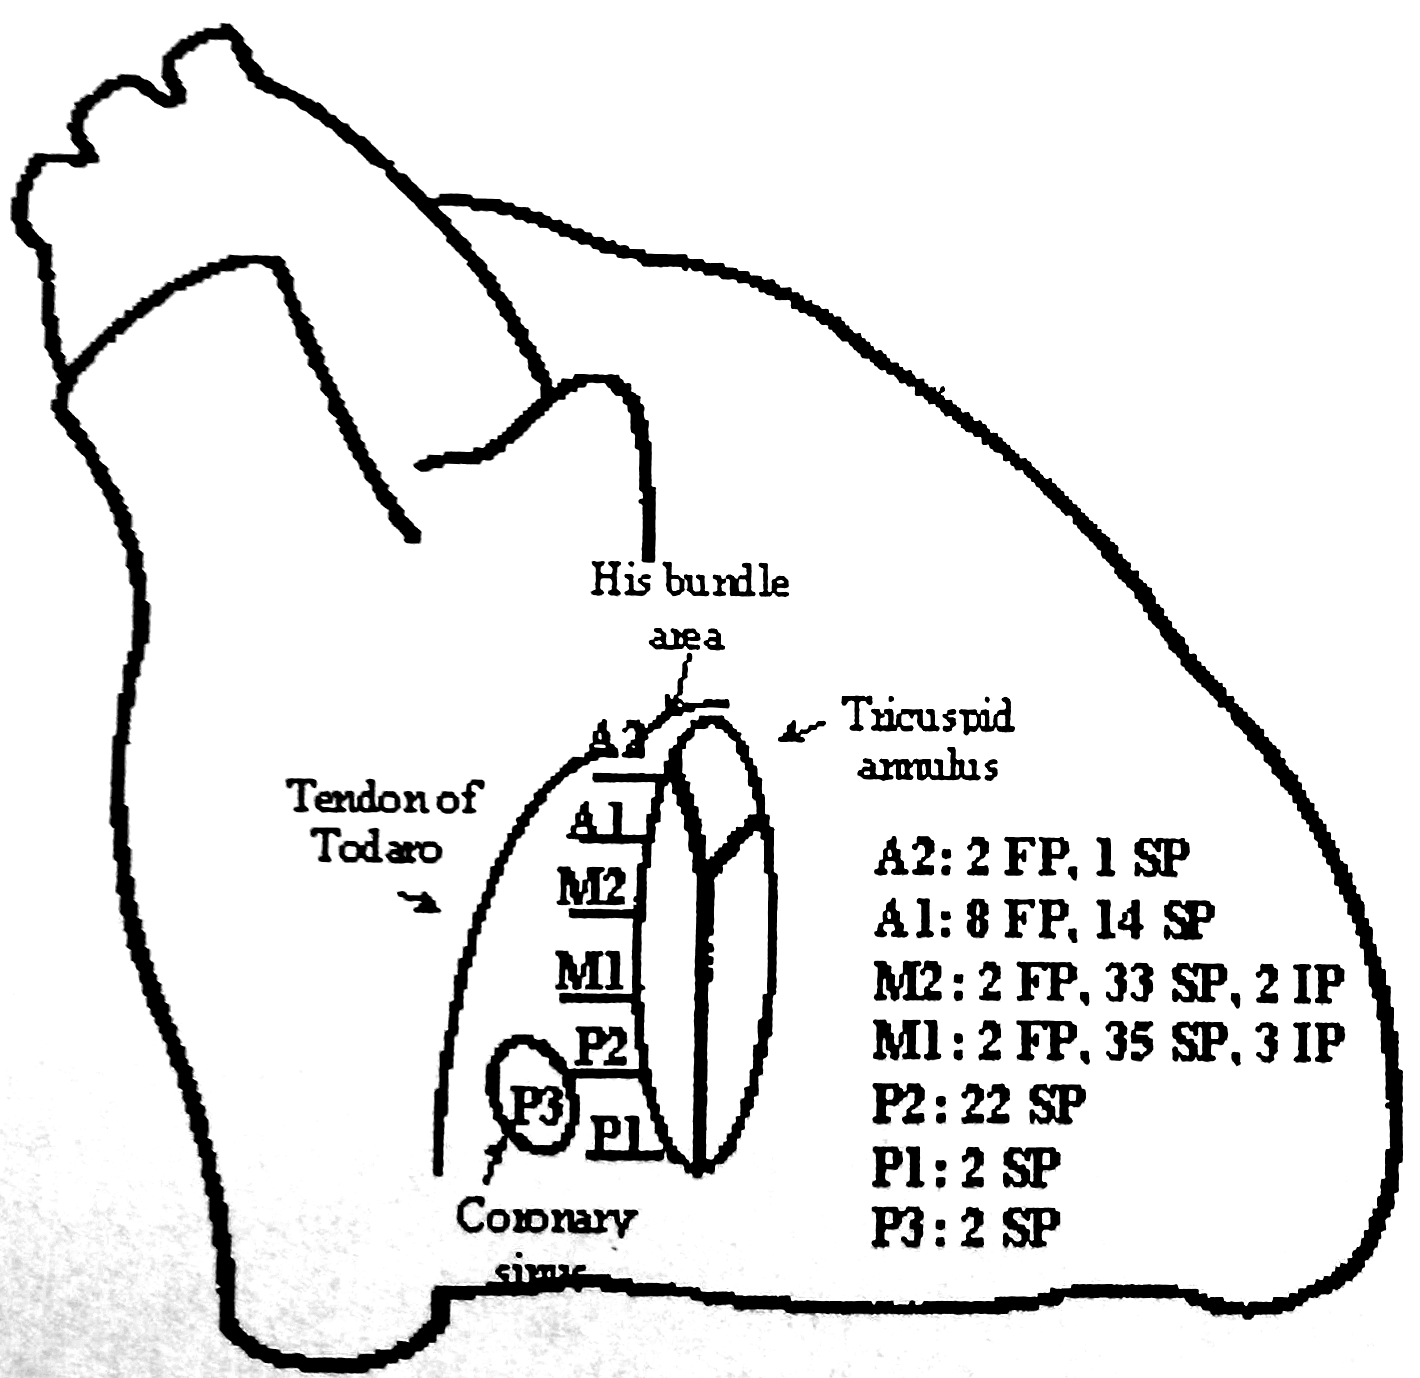 His bundle
area
Tricuspid
annulus
A2
Tendon of
Todaro
A1
M2
M1
P2
P3
P1
Coronary
sinus
A2: 2 FP, 1 SP
A1: 8 FP, 14 SP
M2: 2 FP, 33 SP, 2 IP
M1: 2 FP, 35 SP, 3 IP
P2: 22 SP
P1: 2 SP
P3: 2 SP